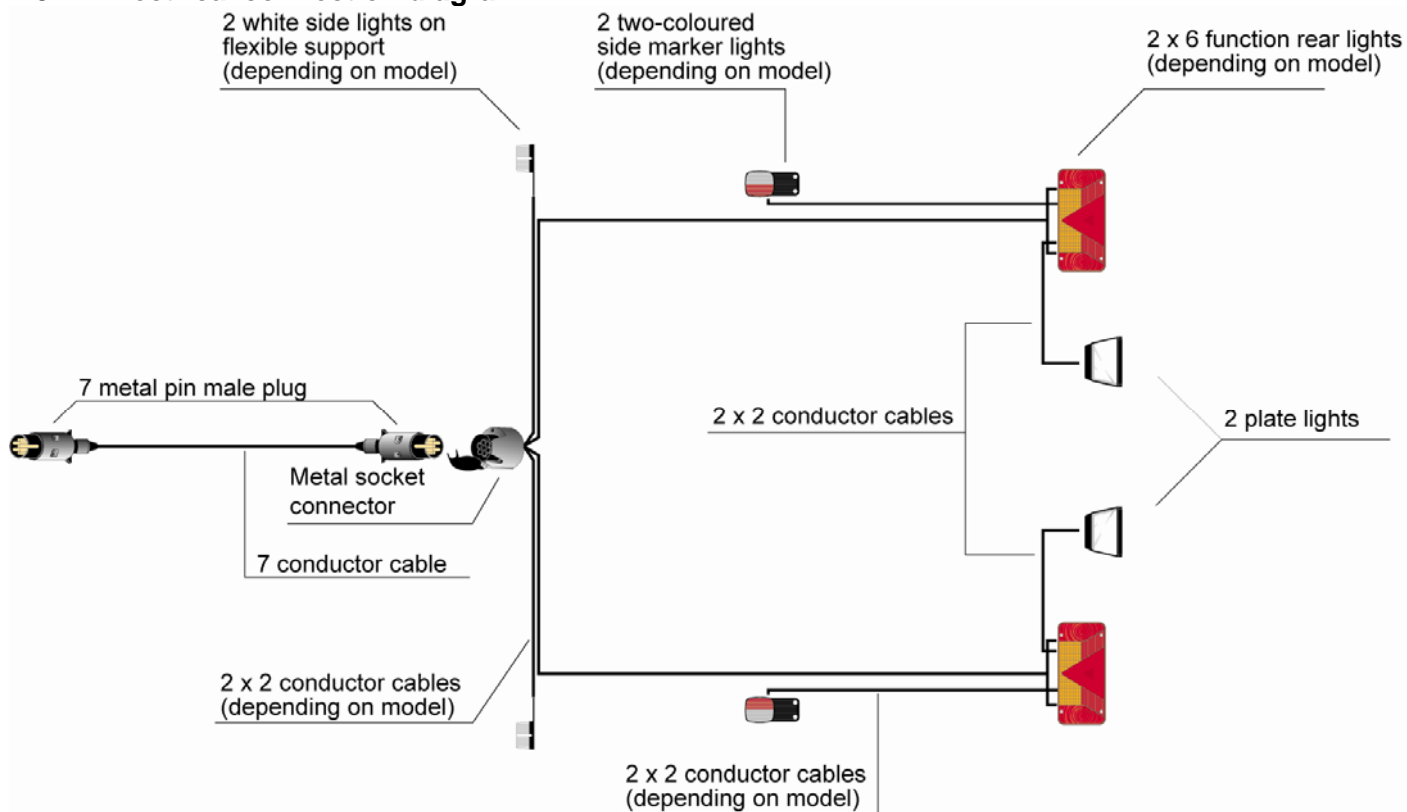 2 white side lights on
flexible support
(depending on model)
2 two-coloured
side marker lights
(depending on model)
2 x 6 function rear lights
(depending on model)
7 metal pin male plug
2 x 2 conductor cables
2 plate lights
Metal socket
connector
7 conductor cable
2 x 2 conductor cables
(depending on model)
2 x 2 conductor cables
(depending on model)